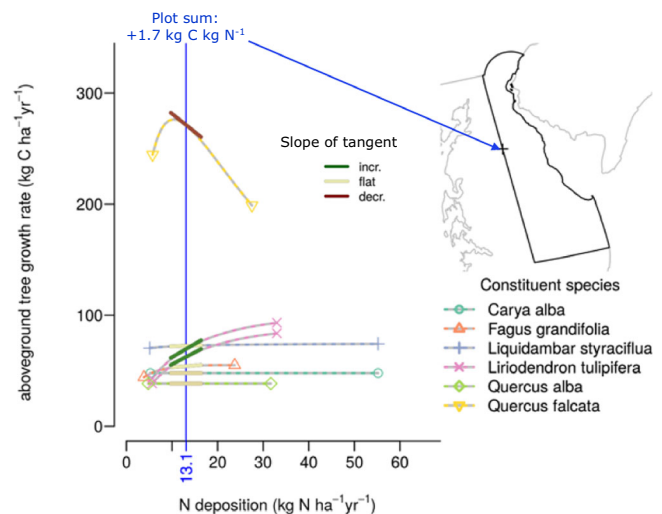 Plot sum:
+1.7 kg C kg N⁻¹
aboveground tree growth rate (kg C ha⁻¹yr⁻¹)
300
200
100
0
Slope of tangent
incr.
flat
decr.
Constituent species
Carya alba
Fagus grandifolia
Liquidambar styraciflua
Liriodendron tulipifera
Quercus alba
Quercus falcata
0 10 20 30 40 50 60
13.1
N deposition (kg N ha⁻¹yr⁻¹)